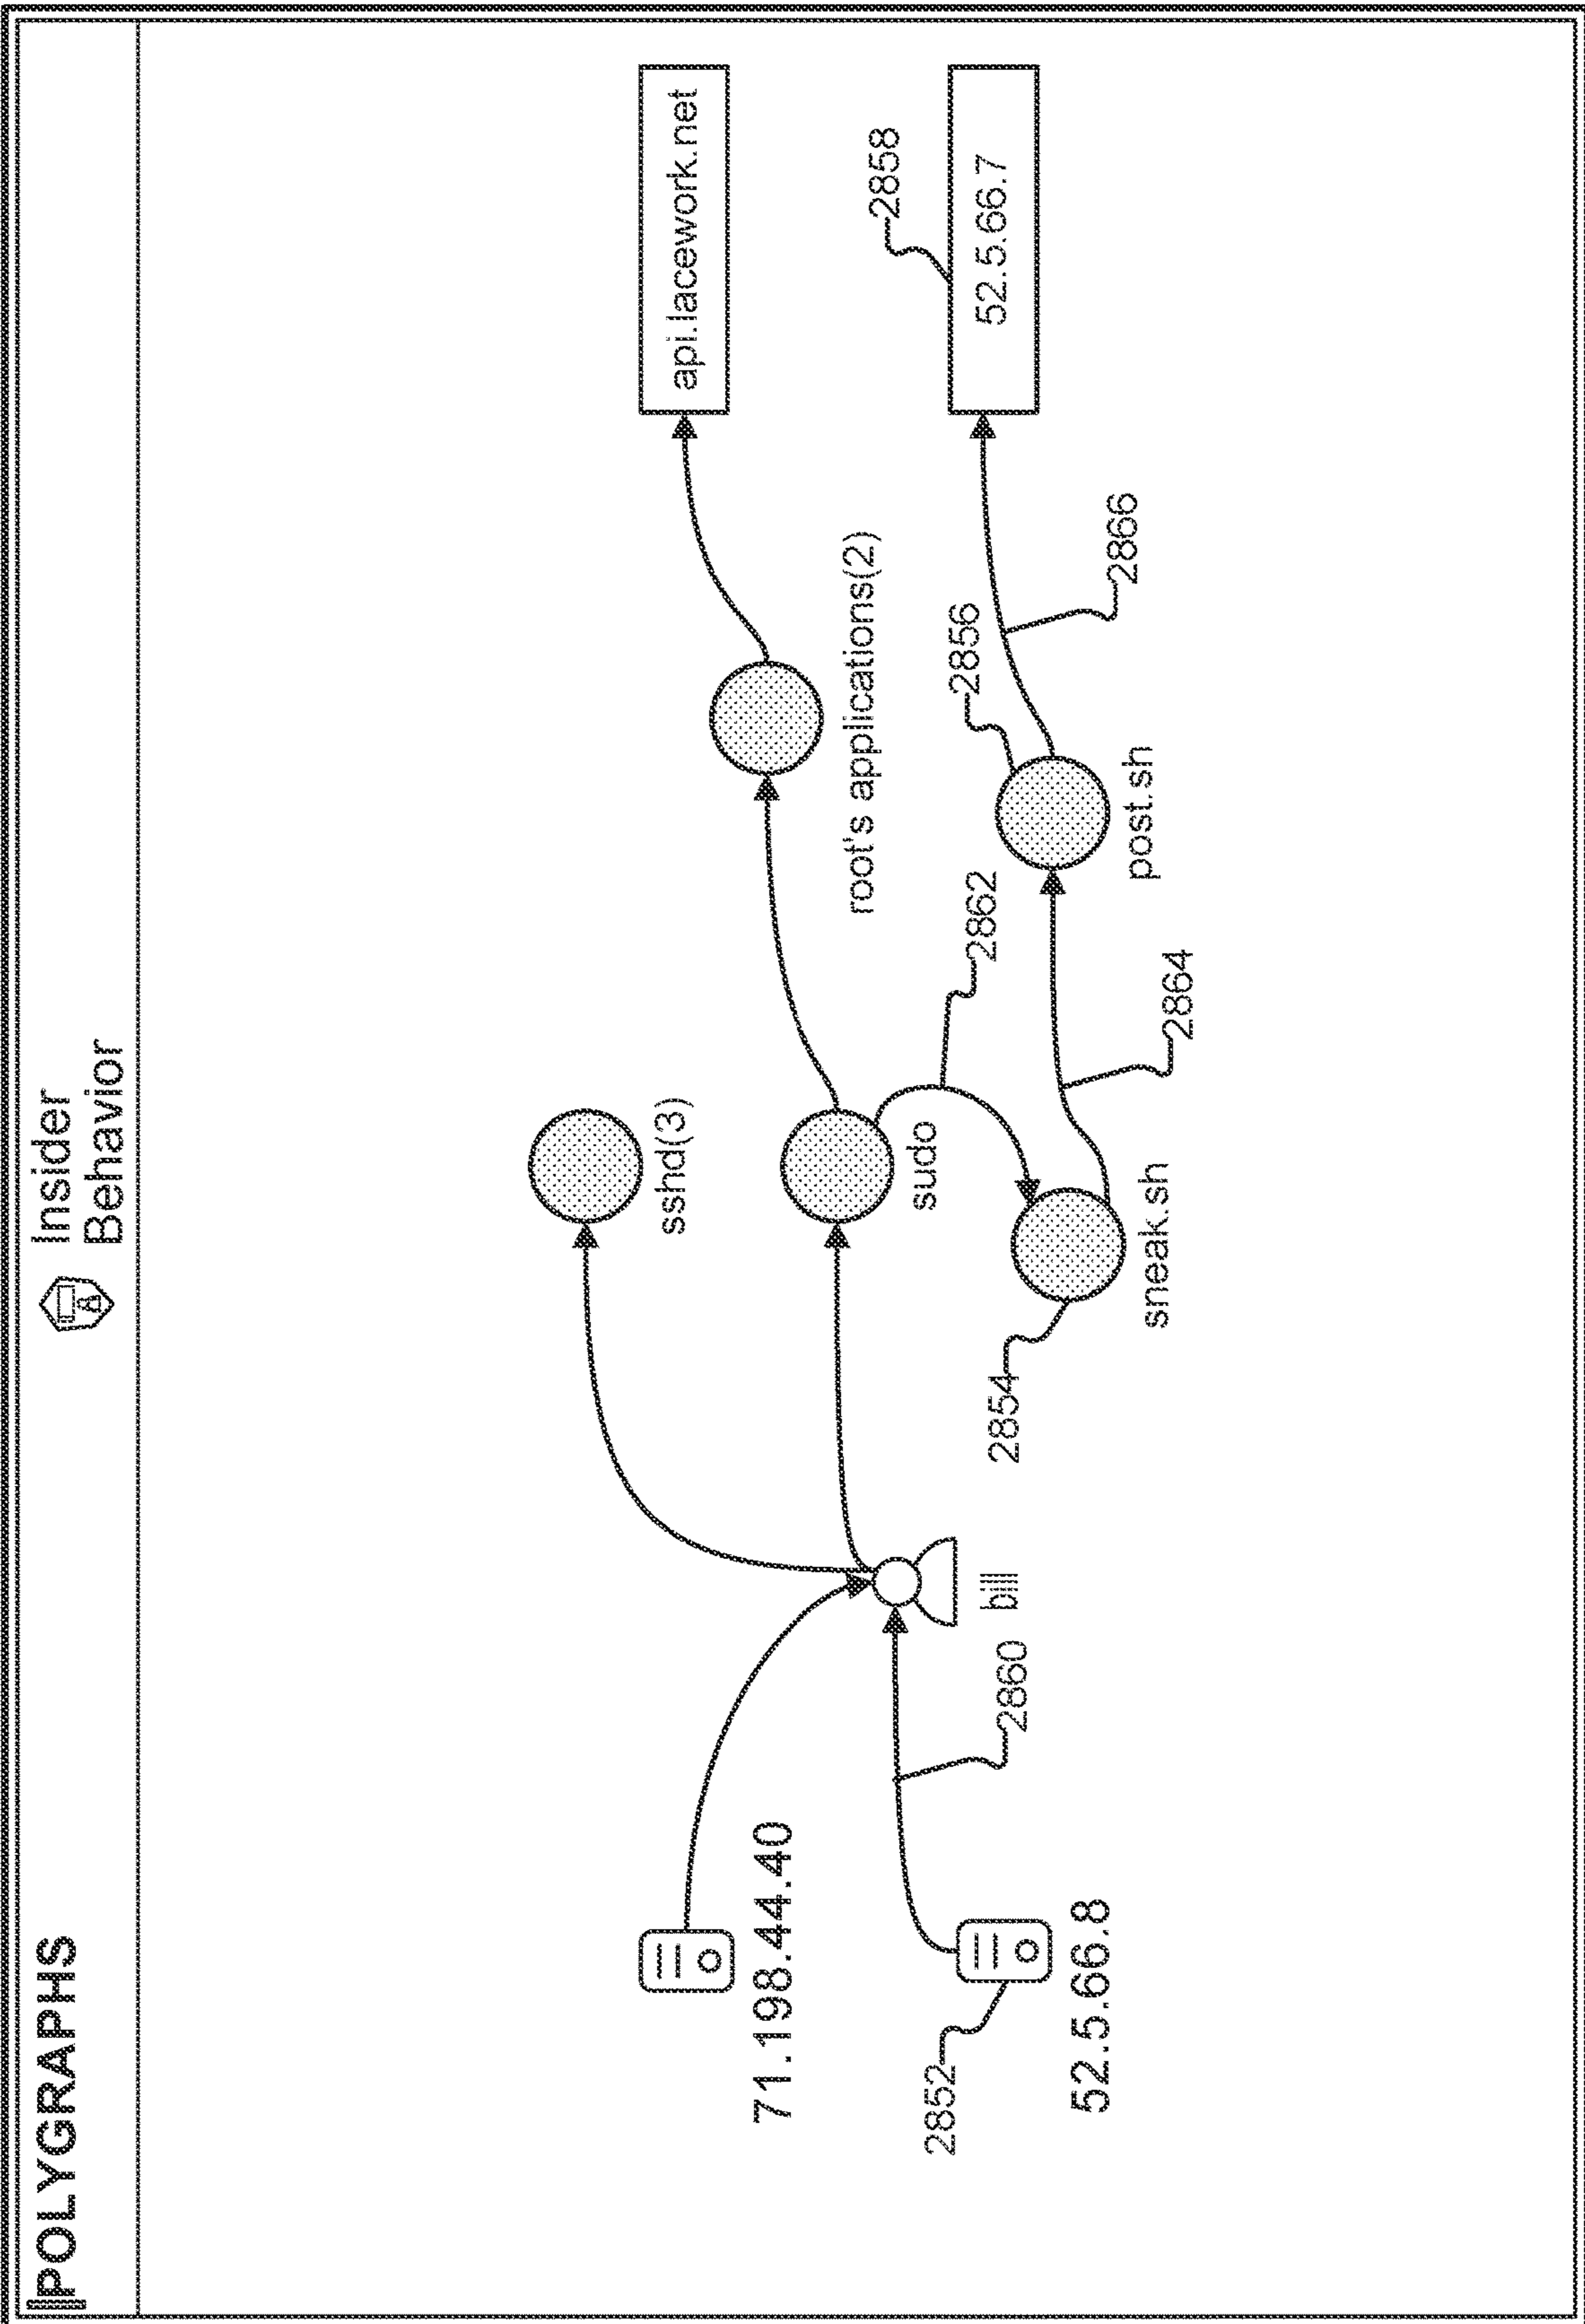 POLYGRAPHS
Insider
Behavior
71.198.44.40
2852
52.5.66.8
2860
bill
sshd(3)
sudo
2854
sneak.sh
2862
2864
root's applications(2)
2856
post.sh
2866
api.lacework.net
2858
52.5.66.7